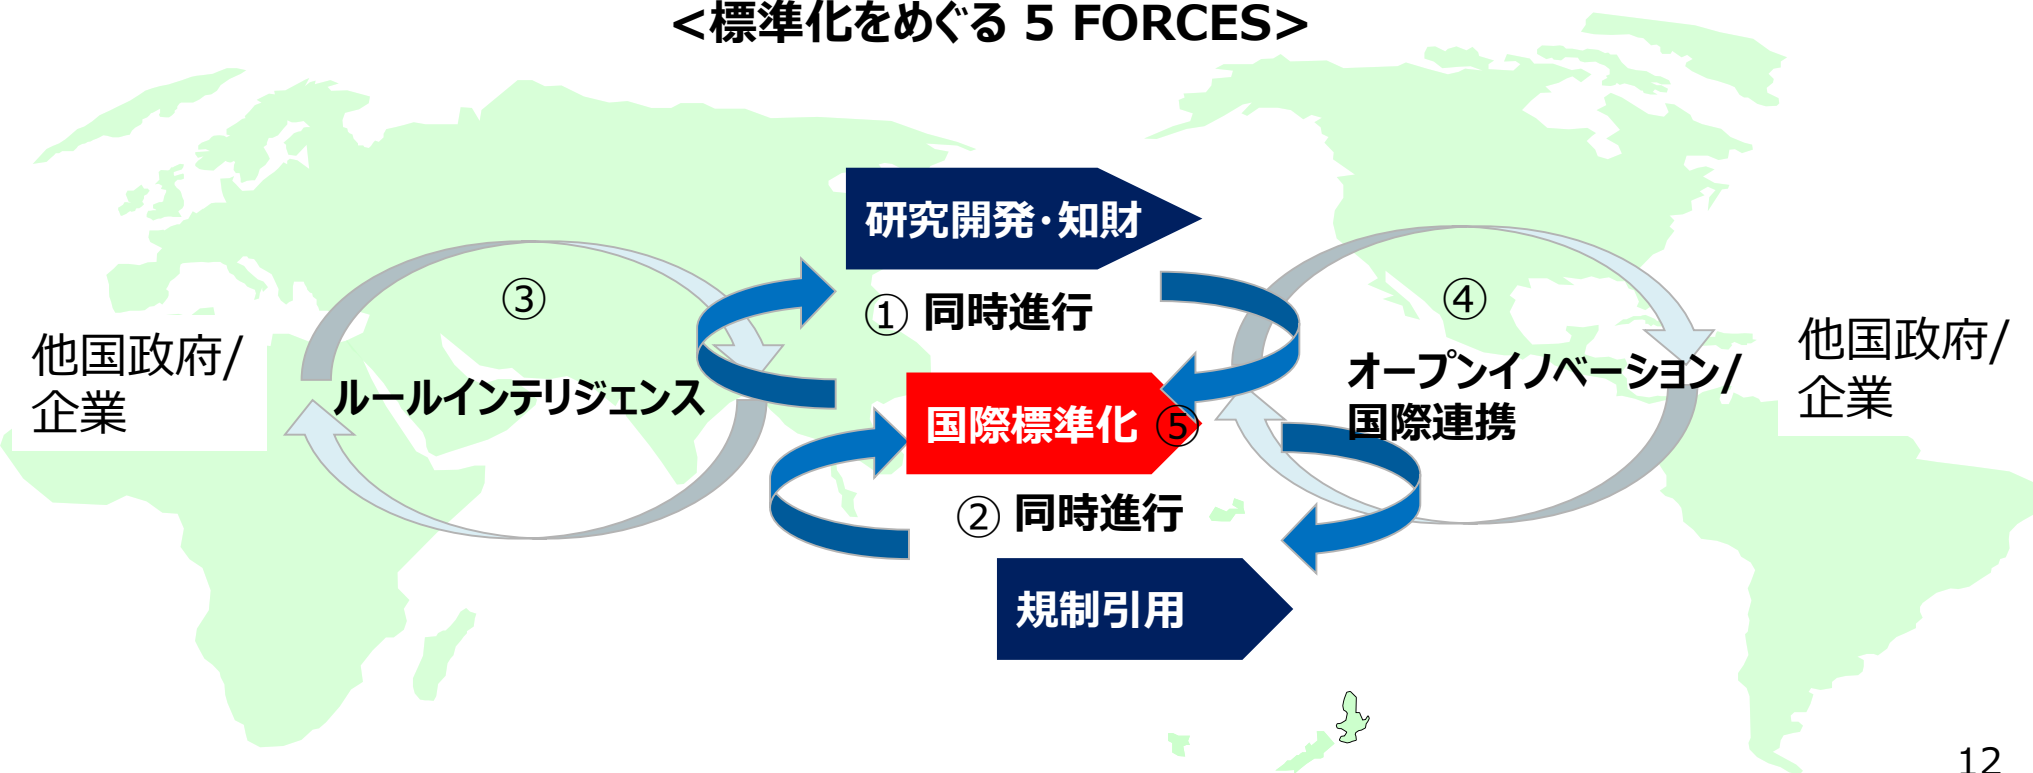 <標準化をめぐる 5 FORCES>
研究開発・知財
① 同時進行
③
ルールインテリジェンス
他国政府/
企業
国際標準化 ⑤
② 同時進行
規制引用
④
オープンイノベーション/
国際連携
他国政府/
企業
12